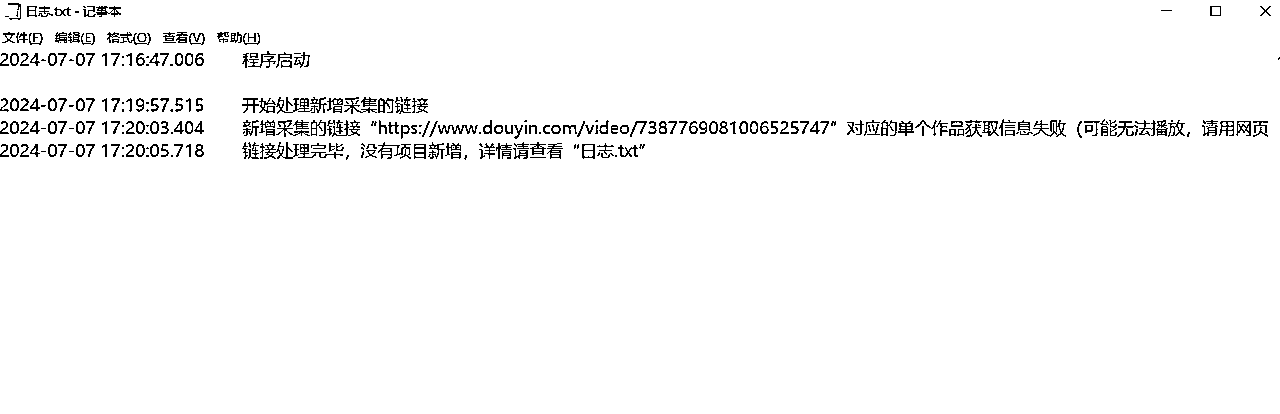 日志.txt - 记事本
文件(F) 编辑(E) 格式(O) 查看(V) 帮助(H)
2024-07-07 17:16:47.006 程序启动
2024-07-07 17:19:57.515 开始处理新增采集的链接
2024-07-07 17:20:03.404 新增采集的链接“https://www.douyin.com/video/7387769081006525747”对应的单个作品获取信息失败（可能无法播放，请用网页
2024-07-07 17:20:05.718 链接处理完毕，没有项目新增，详情请查看“日志.txt”